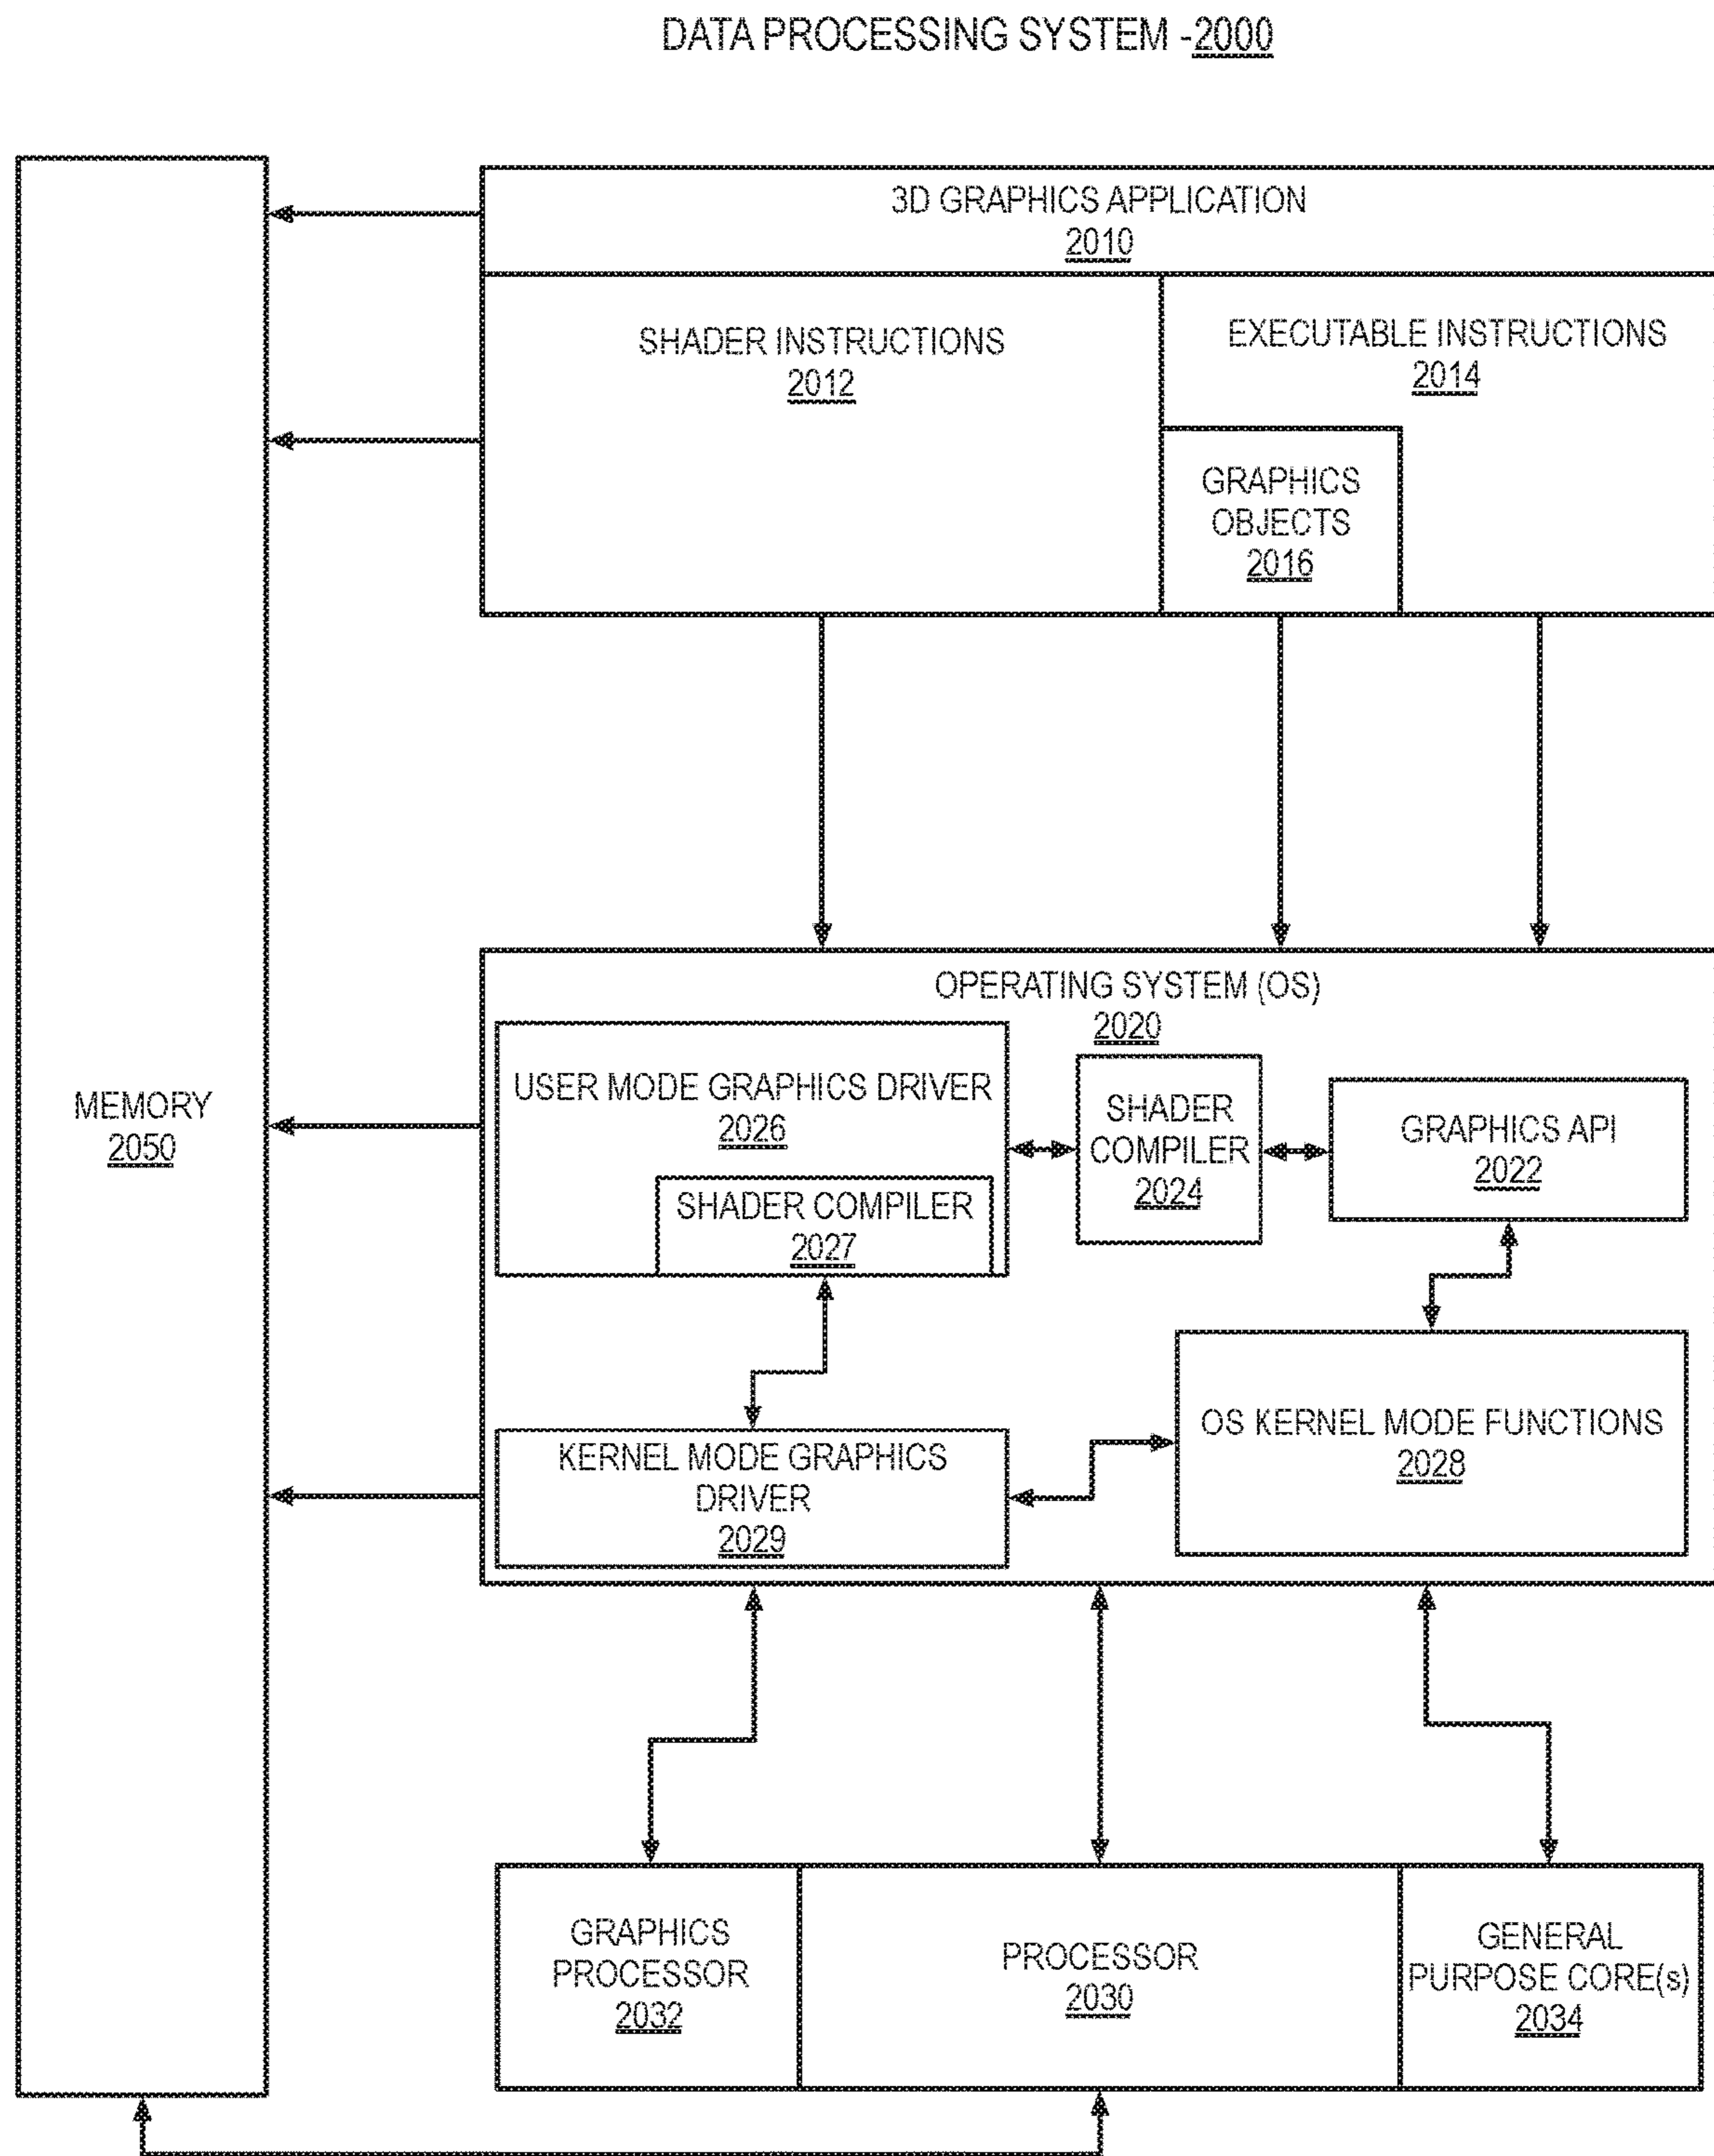 DATA PROCESSING SYSTEM -2000
3D GRAPHICS APPLICATION
2010
SHADER INSTRUCTIONS
2012
EXECUTABLE INSTRUCTIONS
2014
GRAPHICS
OBJECTS
2016
MEMORY
2050
OPERATING SYSTEM (OS)
2020
USER MODE GRAPHICS DRIVER
2026
SHADER COMPILER
2027
SHADER
COMPILER
2024
GRAPHICS API
2022
KERNEL MODE GRAPHICS
DRIVER
2029
OS KERNEL MODE FUNCTIONS
2028
GRAPHICS
PROCESSOR
2032
PROCESSOR
2030
GENERAL
PURPOSE CORE(s)
2034